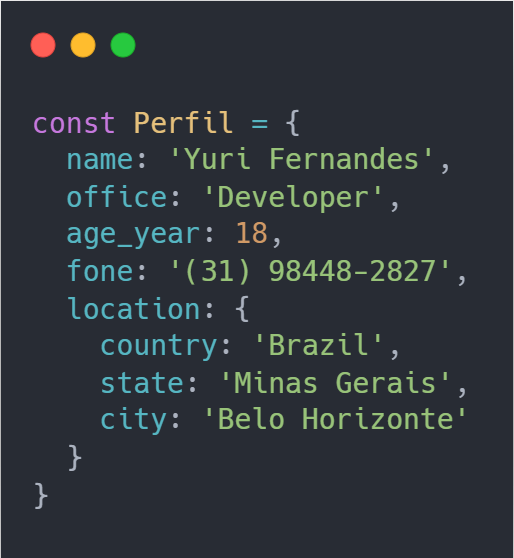 const Perfil = {
  name: 'Yuri Fernandes',
  office: 'Developer',
  age_year: 18,
  fone: '(31) 98448-2827',
  location: {
    country: 'Brazil',
    state: 'Minas Gerais',
    city: 'Belo Horizonte'
  }
}